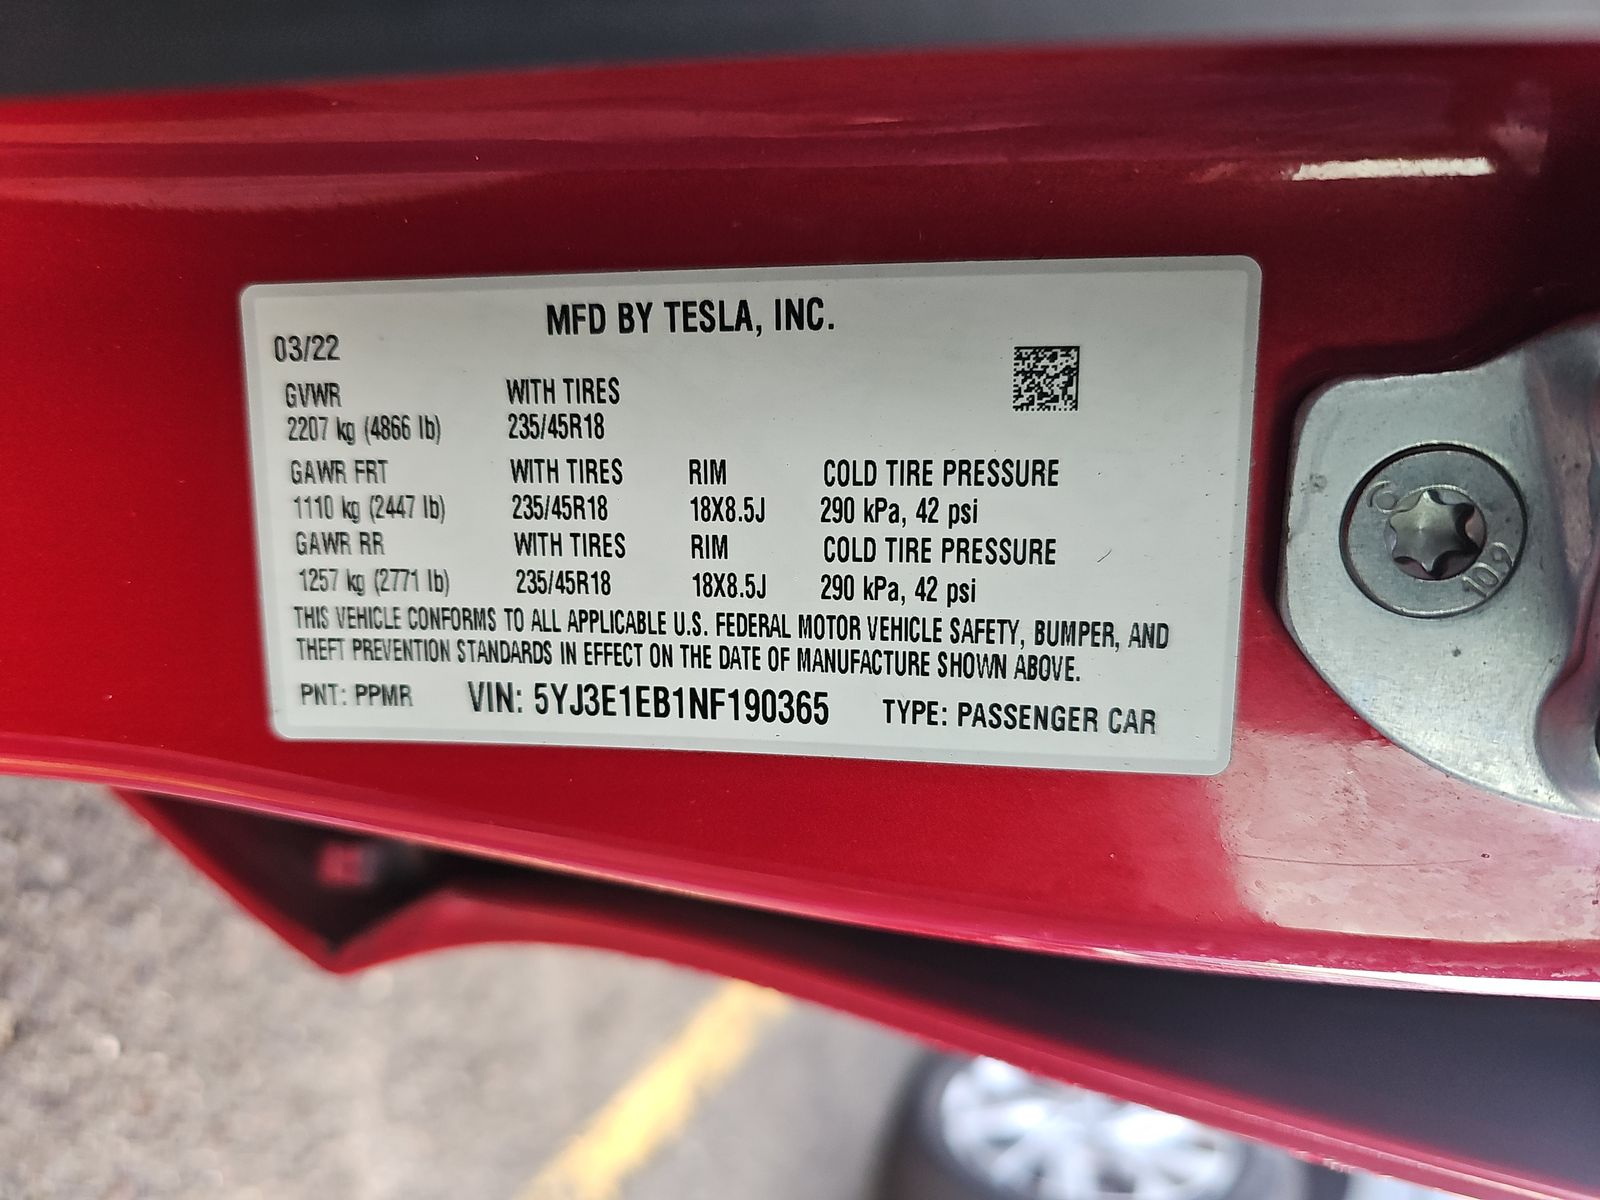 MFD BY TESLA, INC.
03/22
GVWR WITH TIRES
2207 kg (4866 lb) 235/45R18
GAWR FRT WITH TIRES RIM COLD TIRE PRESSURE
1110 kg (2447 lb) 235/45R18 18X8.5J 290 kPa, 42 psi
GAWR RR WITH TIRES RIM COLD TIRE PRESSURE
1257 kg (2771 lb) 235/45R18 18X8.5J 290 kPa, 42 psi
THIS VEHICLE CONFORMS TO ALL APPLICABLE U.S. FEDERAL MOTOR VEHICLE SAFETY, BUMPER, AND
THEFT PREVENTION STANDARDS IN EFFECT ON THE DATE OF MANUFACTURE SHOWN ABOVE.
PNT: PPMR VIN: 5YJ3E1EB1NF190365 TYPE: PASSENGER CAR
10.9